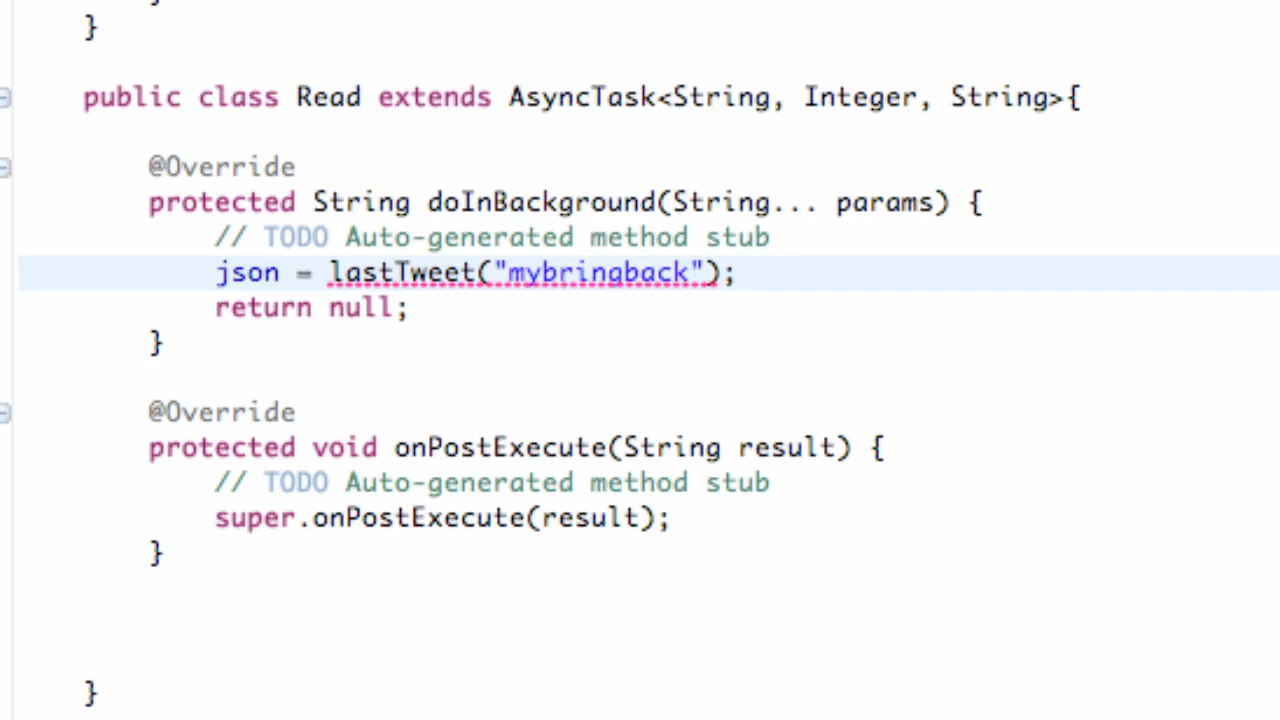 }
public class Read extends AsyncTask<String, Integer, String>{
@Override
protected String doInBackground(String... params) {
// TODO Auto-generated method stub
json = lastTweet("mybringback");
return null;
}
@Override
protected void onPostExecute(String result) {
// TODO Auto-generated method stub
super.onPostExecute(result);
}
}